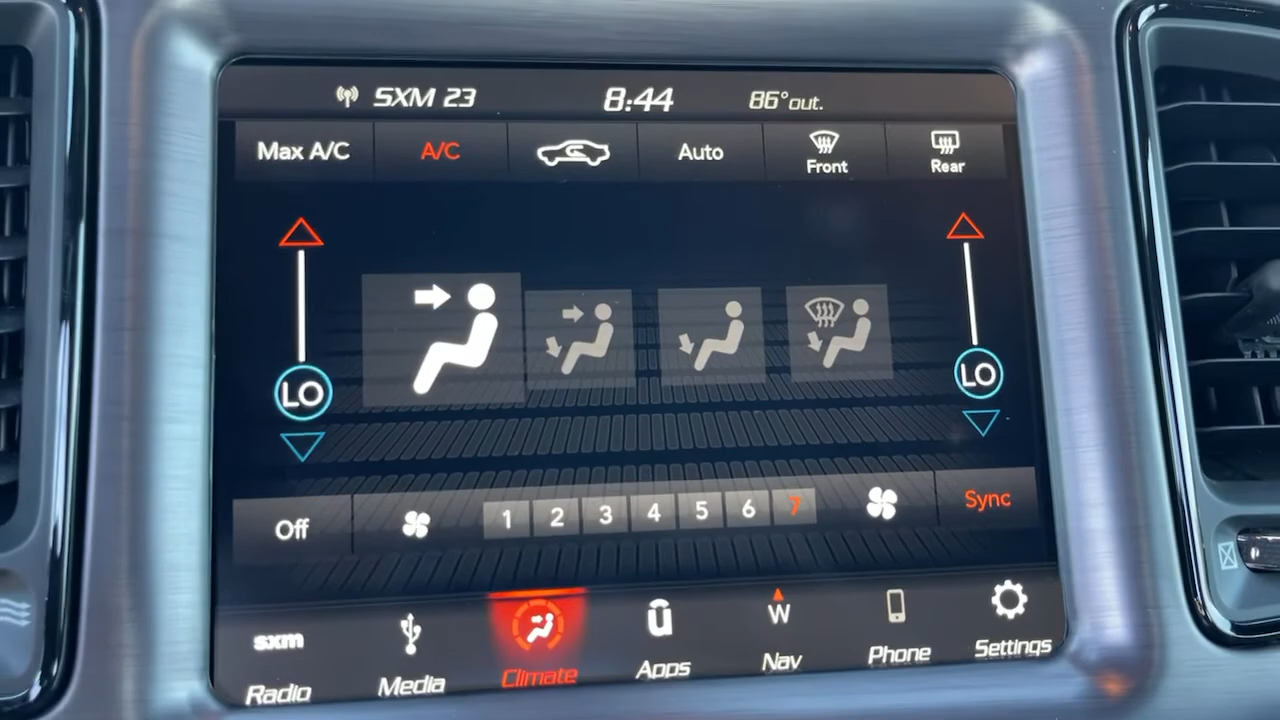 SXM 23 8:44 86°out.
Max A/C A/C Auto Front Rear
LO LO
Off 1 2 3 4 5 6 7 Sync
sxm ū W
Radio Media Climate Apps Nav Phone Settings